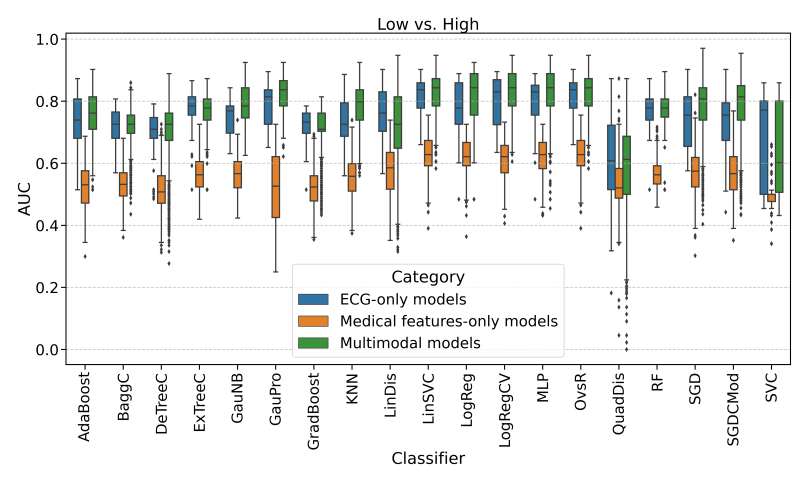 Low vs. High
1.0
0.8
0.6
0.4
0.2
0.0
AUC
Category
ECG-only models
Medical features-only models
Multimodal models
AdaBoost
BaggC
DeTreeC
ExTreeC
GauNB
GauPro
GradBoost
KNN
LinDis
LinSVC
LogReg
LogRegCV
MLP
OvsR
QuadDis
RF
SGD
SGDCMod
SVC
Classifier